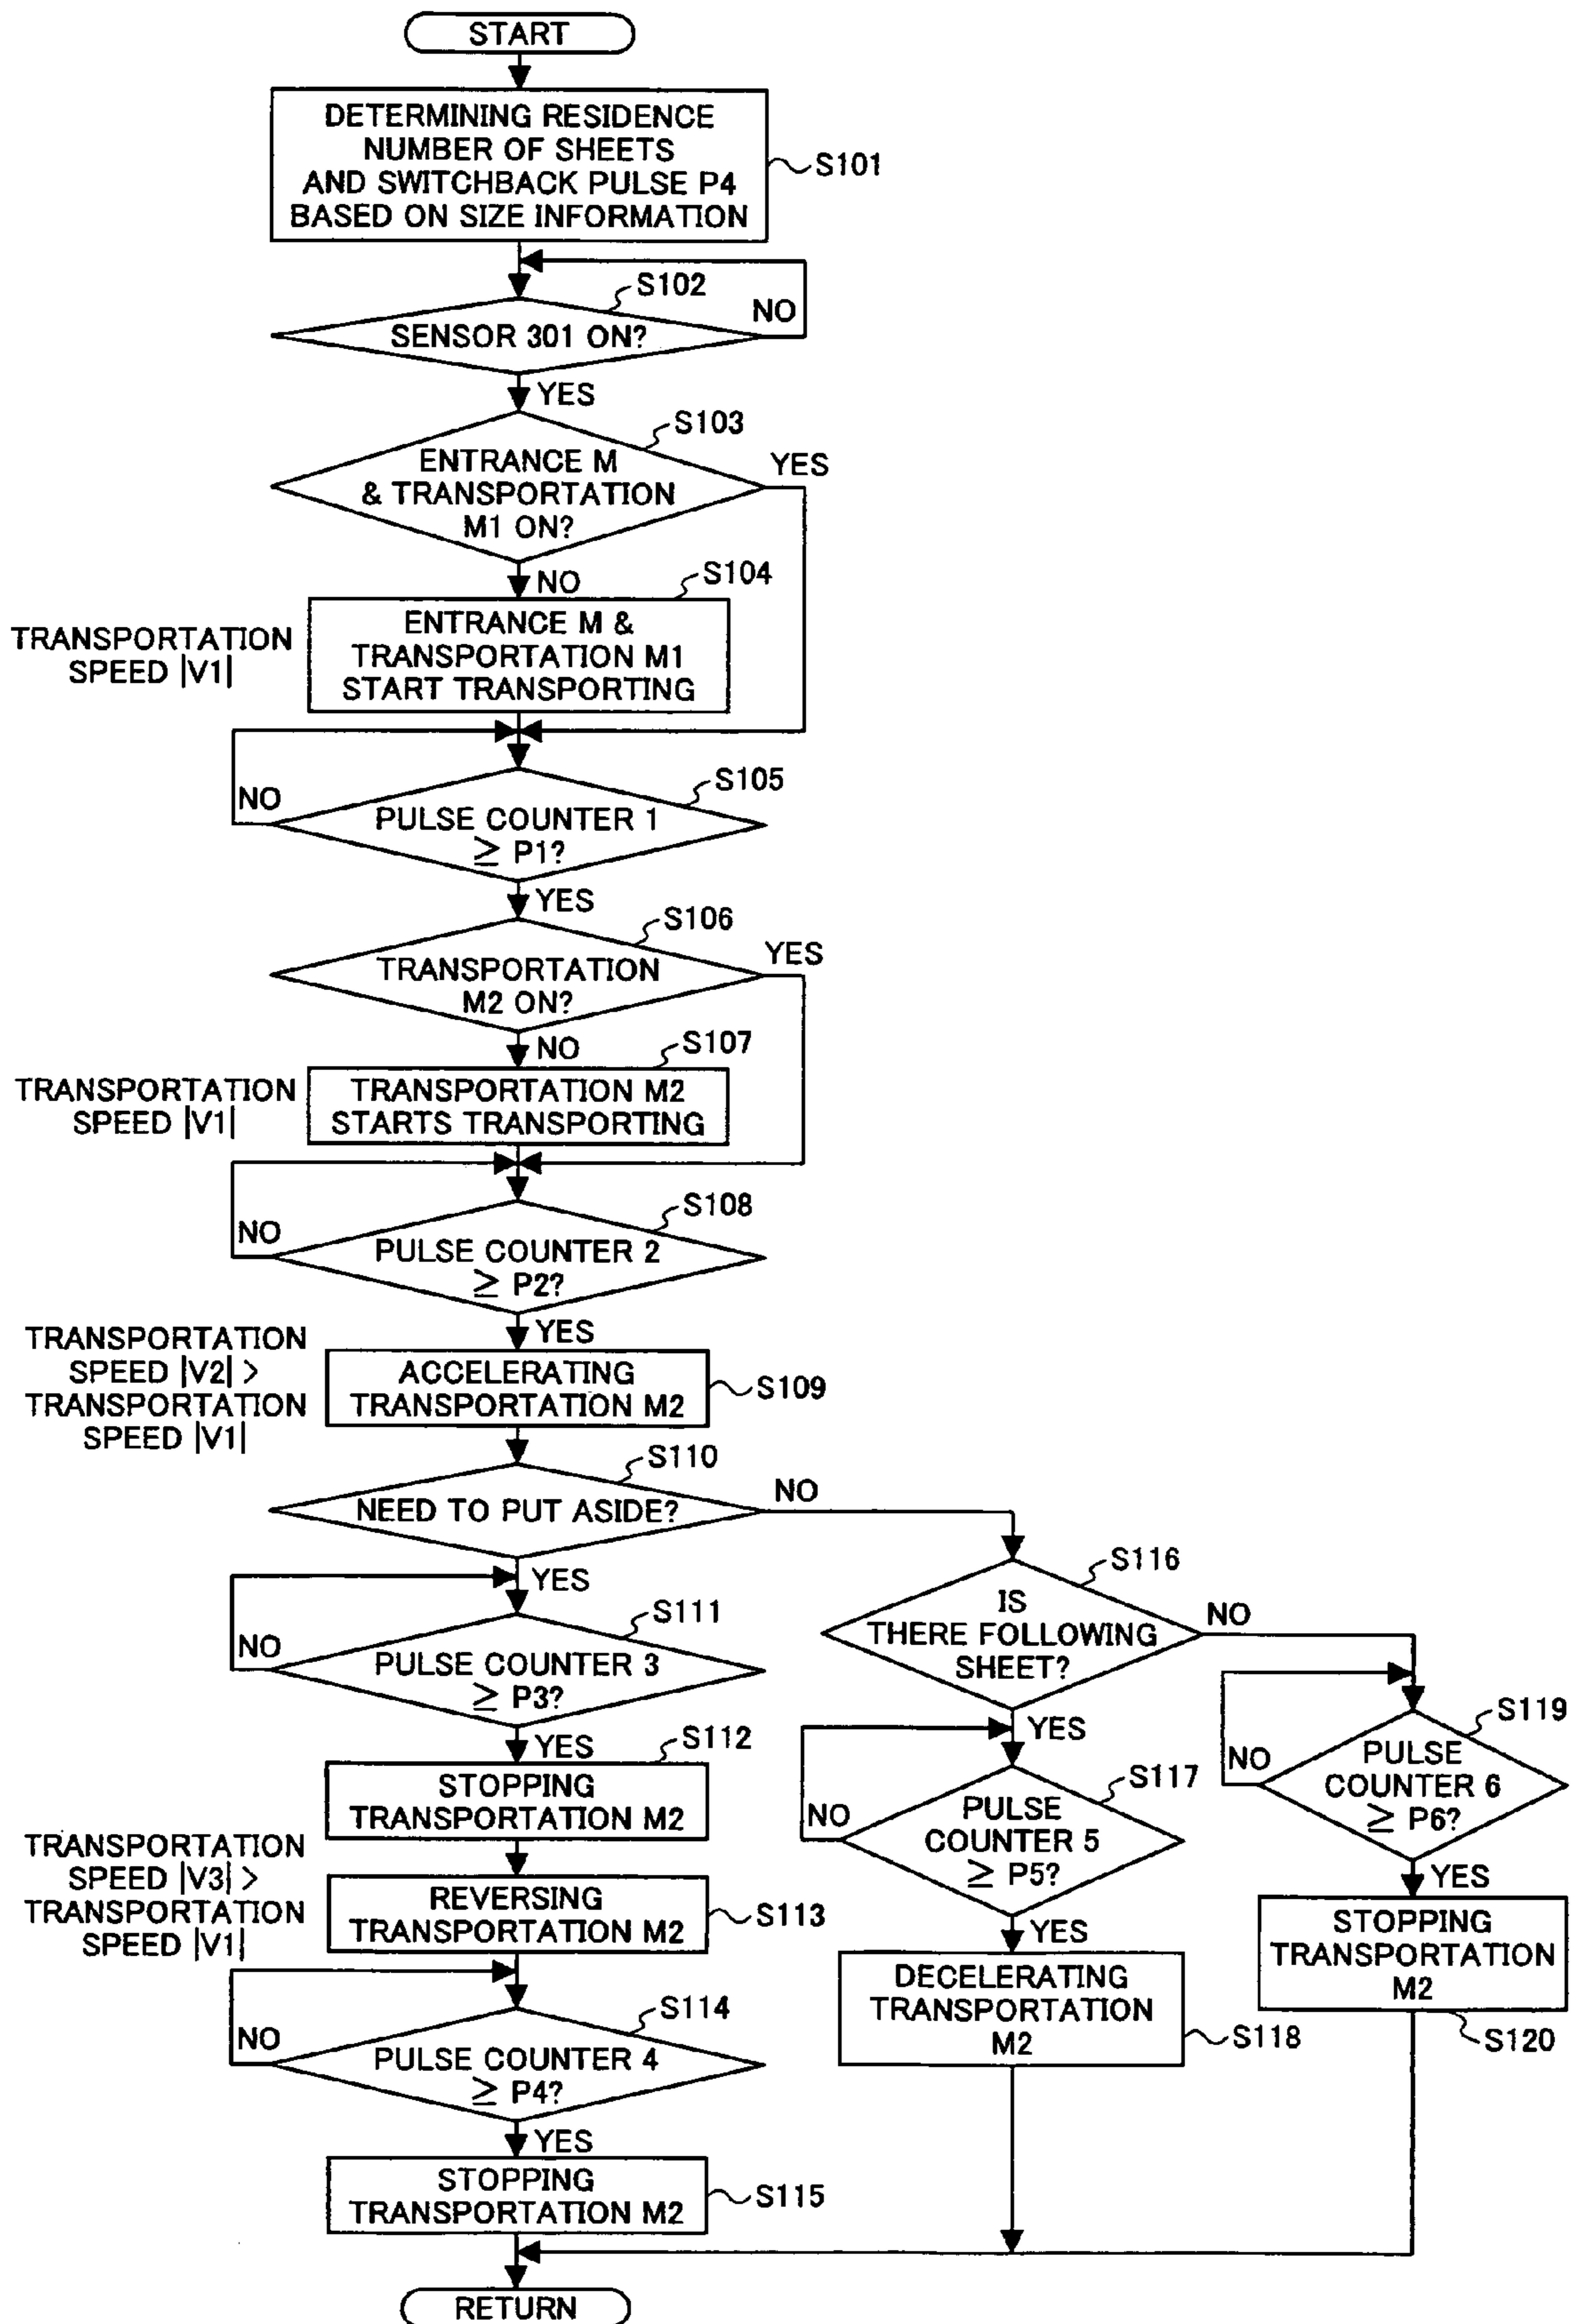 START
DETERMINING RESIDENCE
NUMBER OF SHEETS
AND SWITCHBACK PULSE P4
BASED ON SIZE INFORMATION
S101
S102
NO
SENSOR 301 ON?
YES
S103
ENTRANCE M
& TRANSPORTATION
M1 ON?
YES
NO
S104
TRANSPORTATION
SPEED |V1|
ENTRANCE M &
TRANSPORTATION M1
START TRANSPORTING
S105
NO
PULSE COUNTER 1
≥ P1?
YES
S106
YES
TRANSPORTATION
M2 ON?
NO
S107
TRANSPORTATION
SPEED |V1|
TRANSPORTATION M2
STARTS TRANSPORTING
S108
NO
PULSE COUNTER 2
≥ P2?
YES
TRANSPORTATION
SPEED |V2| >
TRANSPORTATION
SPEED |V1|
ACCELERATING
TRANSPORTATION M2
S109
S110
NEED TO PUT ASIDE?
NO
YES
S111
NO
PULSE COUNTER 3
≥ P3?
YES
S112
STOPPING
TRANSPORTATION M2
TRANSPORTATION
SPEED |V3| >
TRANSPORTATION
SPEED |V1|
REVERSING
TRANSPORTATION M2
S113
S114
NO
PULSE COUNTER 4
≥ P4?
YES
STOPPING
TRANSPORTATION M2
S115
S116
IS
THERE FOLLOWING
SHEET?
NO
YES
S117
NO
PULSE
COUNTER 5
≥ P5?
YES
DECELERATING
TRANSPORTATION
M2
S118
S119
NO
PULSE
COUNTER 6
≥ P6?
YES
STOPPING
TRANSPORTATION
M2
S120
RETURN